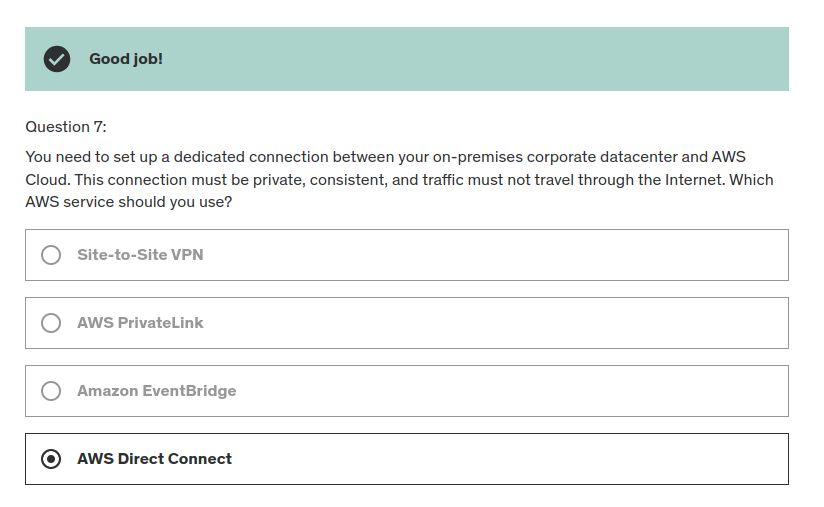 Good job!
Question 7:
You need to set up a dedicated connection between your on-premises corporate datacenter and AWS
Cloud. This connection must be private, consistent, and traffic must not travel through the Internet. Which
AWS service should you use?
Site-to-Site VPN
AWS PrivateLink
Amazon EventBridge
AWS Direct Connect